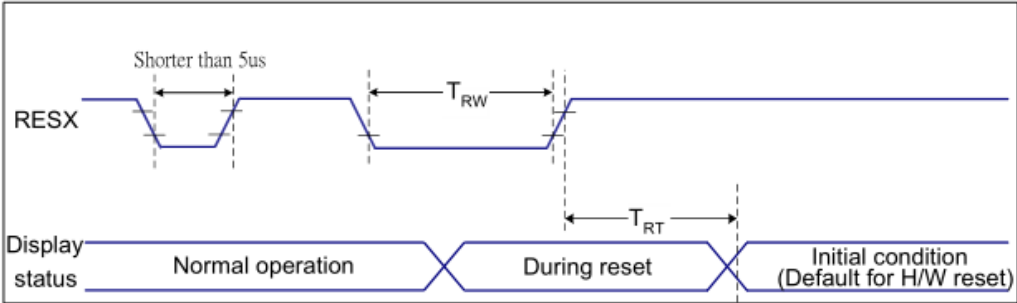 Shorter than 5us
RESX
TRW
TRT
Display
status
Normal operation
During reset
Initial condition
(Default for H/W reset)